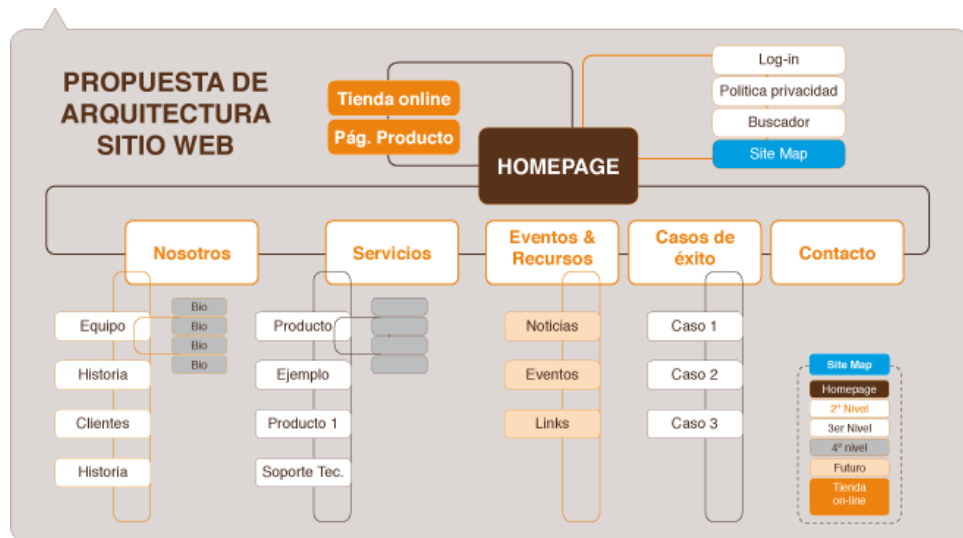 PROPUESTA DE
ARQUITECTURA
SITIO WEB
Tienda online
Pág. Producto
HOMEPAGE
Log-in
Politica privacidad
Buscador
Site Map
Nosotros
Servicios
Eventos &
Recursos
Casos de
éxito
Contacto
Equipo
Historia
Clientes
Historia
Bio
Bio
Bio
Bio
Producto
Ejemplo
Producto 1
Soporte Tec.
Noticias
Eventos
Links
Caso 1
Caso 2
Caso 3
Site Map
Homepage
2º Nivel
3er Nivel
4º nivel
Futuro
Tienda
on-line